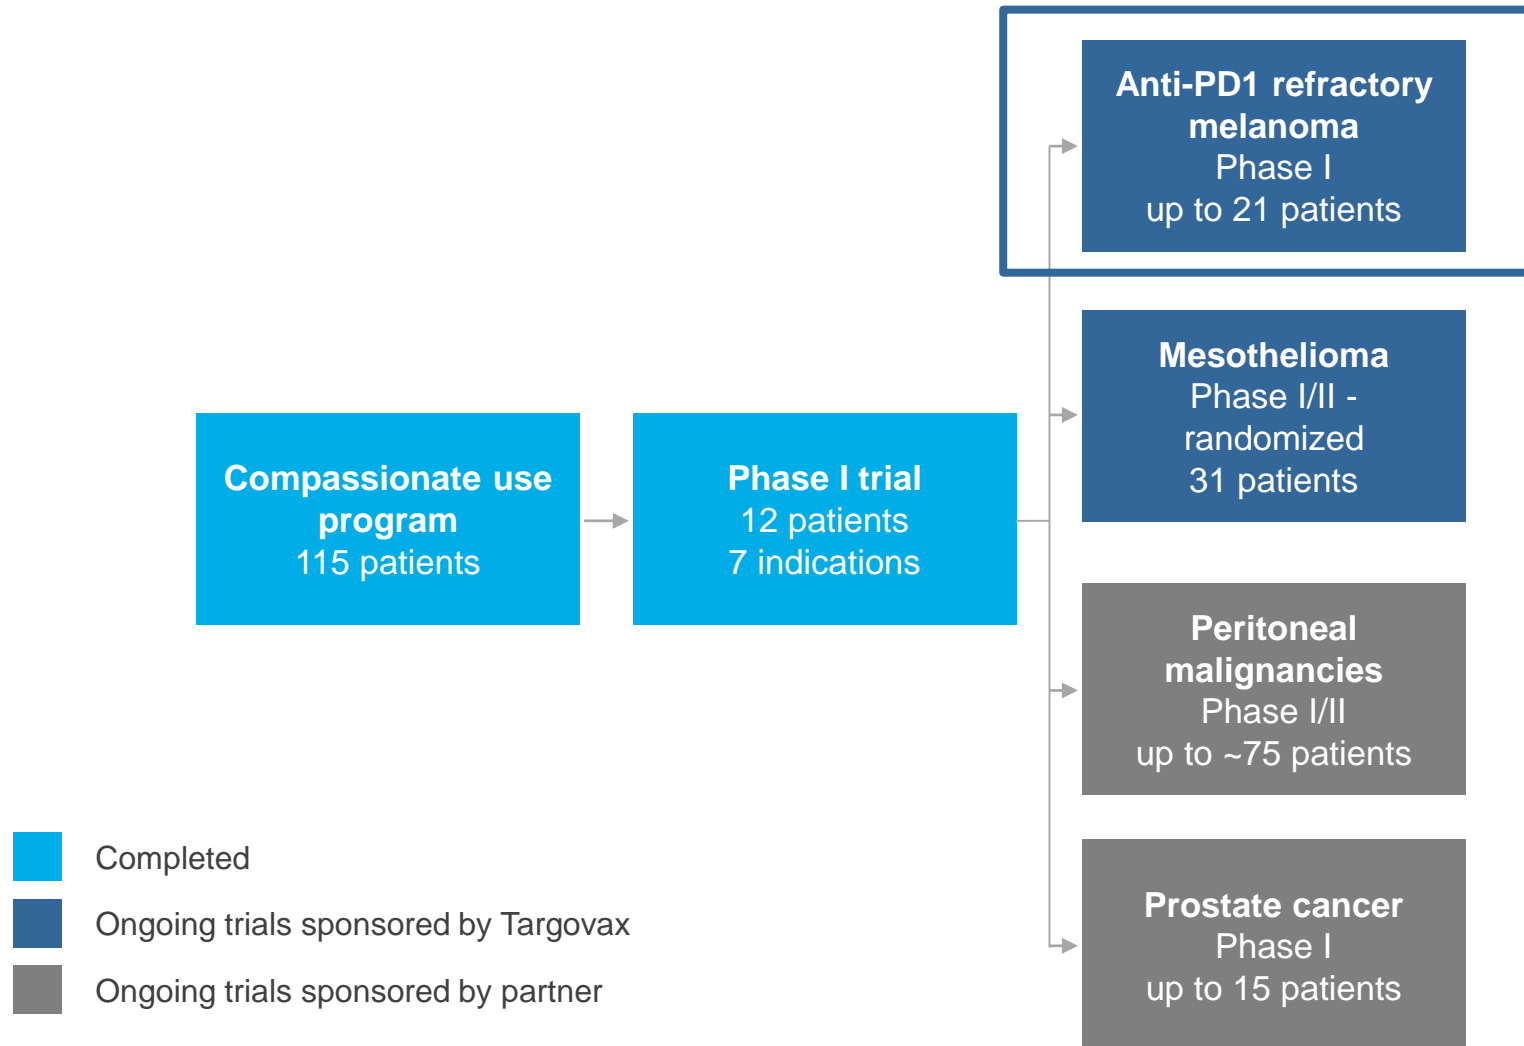 Compassionate use
program
115 patients
Phase I trial
12 patients
7 indications
Anti-PD1 refractory
melanoma
Phase I
up to 21 patients
Mesothelioma
Phase I/II -
randomized
31 patients
Peritoneal
malignancies
Phase I/II
up to ~75 patients
Prostate cancer
Phase I
up to 15 patients
Completed
Ongoing trials sponsored by Targovax
Ongoing trials sponsored by partner